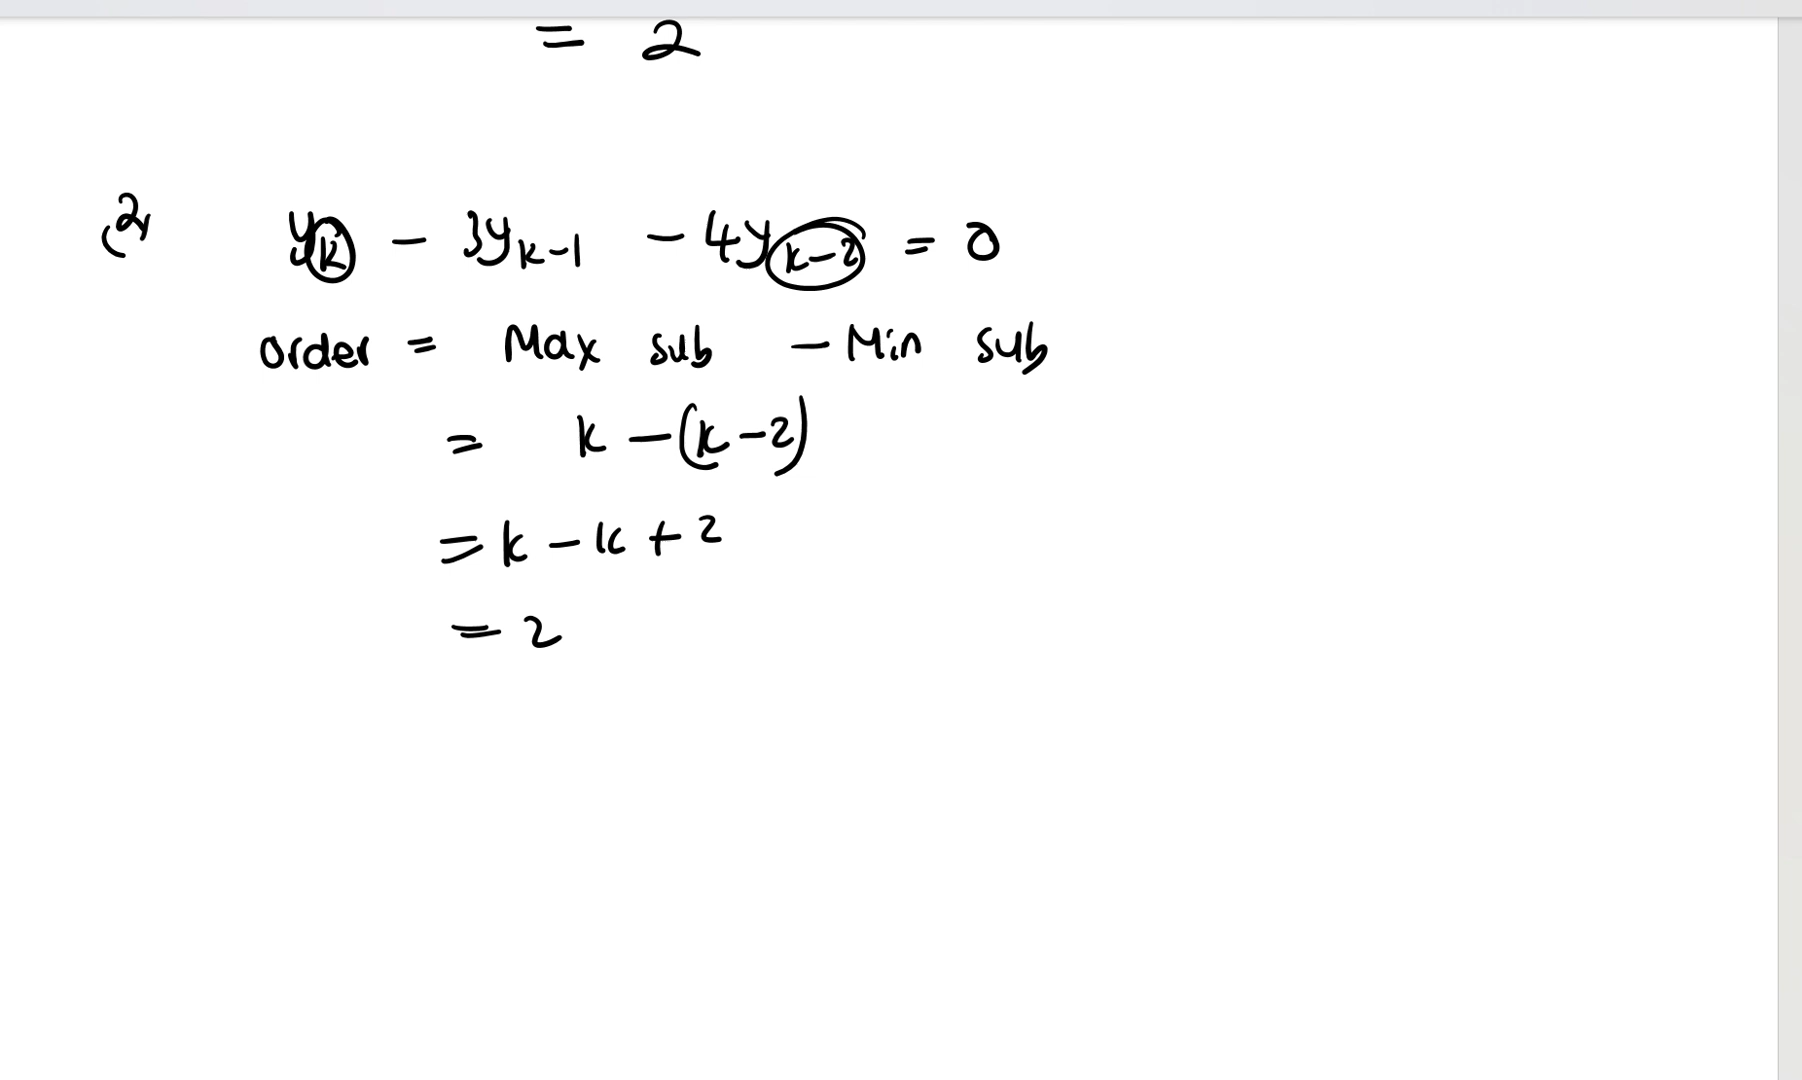 = 2
(2) y_k - 3y_{k-1} - 4y_{k-2} = 0
order = Max sub - Min sub
= k - (k-2)
= k - k + 2
= 2